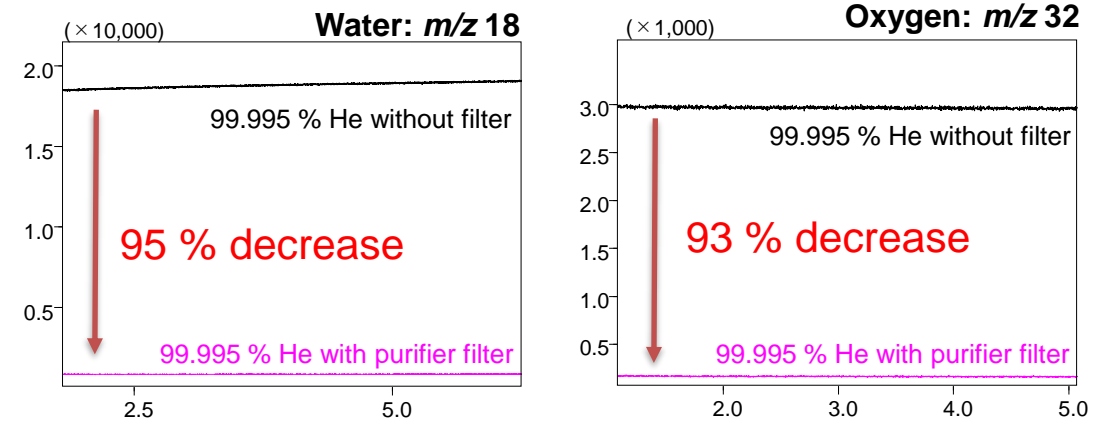 (×10,000)
Water: m/z 18
2.0
99.995 % He without filter
1.5
1.0
95 % decrease
0.5
99.995 % He with purifier filter
2.5
5.0
Oxygen: m/z 32
(×1,000)
3.0
99.995 % He without filter
2.5
2.0
93 % decrease
1.5
1.0
0.5
99.995 % He with purifier filter
2.0
3.0
4.0
5.0